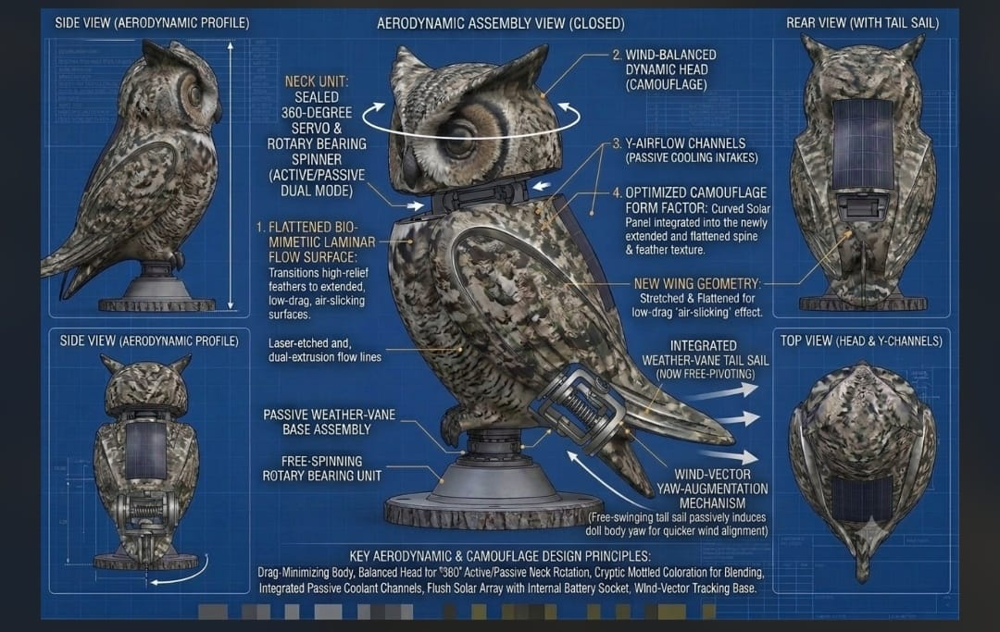 SIDE VIEW (AERODYNAMIC PROFILE)
AERODYNAMIC ASSEMBLY VIEW (CLOSED)
REAR VIEW (WITH TAIL SAIL)
NECK UNIT:
SEALED
360-DEGREE
SERVO &
ROTARY BEARING
SPINNER
(ACTIVE/PASSIVE
DUAL MODE)
2. WIND-BALANCED
DYNAMIC HEAD
(CAMOUFLAGE)
3. Y-AIRFLOW CHANNELS
(PASSIVE COOLING INTAKES)
4. OPTIMIZED CAMOUFLAGE
FORM FACTOR: Curved Solar
Panel integrated into the newly
extended and flattened spine
& feather texture.
1. FLATTENED BIO-
MIMETIIC LAMINAR
FLOW SURFACE:
Transitions high-relief
feathers to extended,
low-drag, air-slicking
surfaces.
NEW WING GEOMETRY:
Stretched & Flattened for
low-drag 'air-slicking' effect.
SIDE VIEW (AERODYNAMIC PROFILE)
Laser-etched and,
dual-extrusion flow lines
INTEGRATED
WEATHER-VANE TAIL SAIL
(NOW FREE-PIVOTING)
TOP VIEW (HEAD & Y-CHANNELS)
PASSIVE WEATHER-VANE
BASE ASSEMBLY
FREE-SPINNING
ROTARY BEARING UNIT
WIND-VECTOR
YAW-AUGMENTATION
MECHANISM
(Free-swinging tail sail passively induces
doll body yaw for quicker wind alignment)
KEY AERODYNAMIC & CAMOUFLAGE DESIGN PRINCIPLES:
Drag-Minimizing Body, Balanced Head for "380° Active/Passive Neck Rotation, Cryptic Mottled Coloration for Blending,
Integrated Passive Coolant Channels, Flush Solar Array with Internal Battery Socket, WInd-Vector Tracking Base.